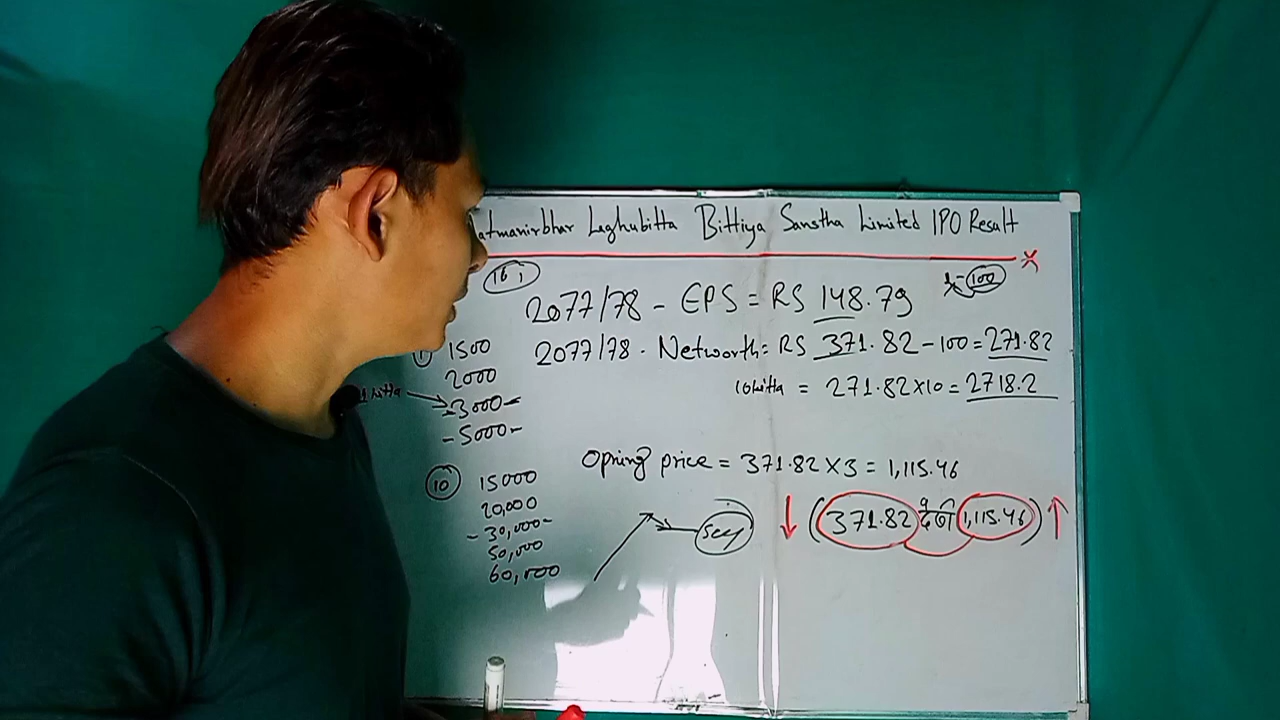 atmanirbhar Laghubitta Bittiya Sanstha Limited IPO Result
2077/78 - EPS = RS 148.79
100
2077/78 - Networth = RS 371.82 - 100 = 271.82
10kitta = 271.82 x 10 = 2718.2
1500
2000
kitta
-3000-
-5000-
Opning price = 371.82 x 3 = 1,115.46
10
15000
20,000
-30,000-
50,000
60,000
sell
(371.82 देखी 1,115.46)